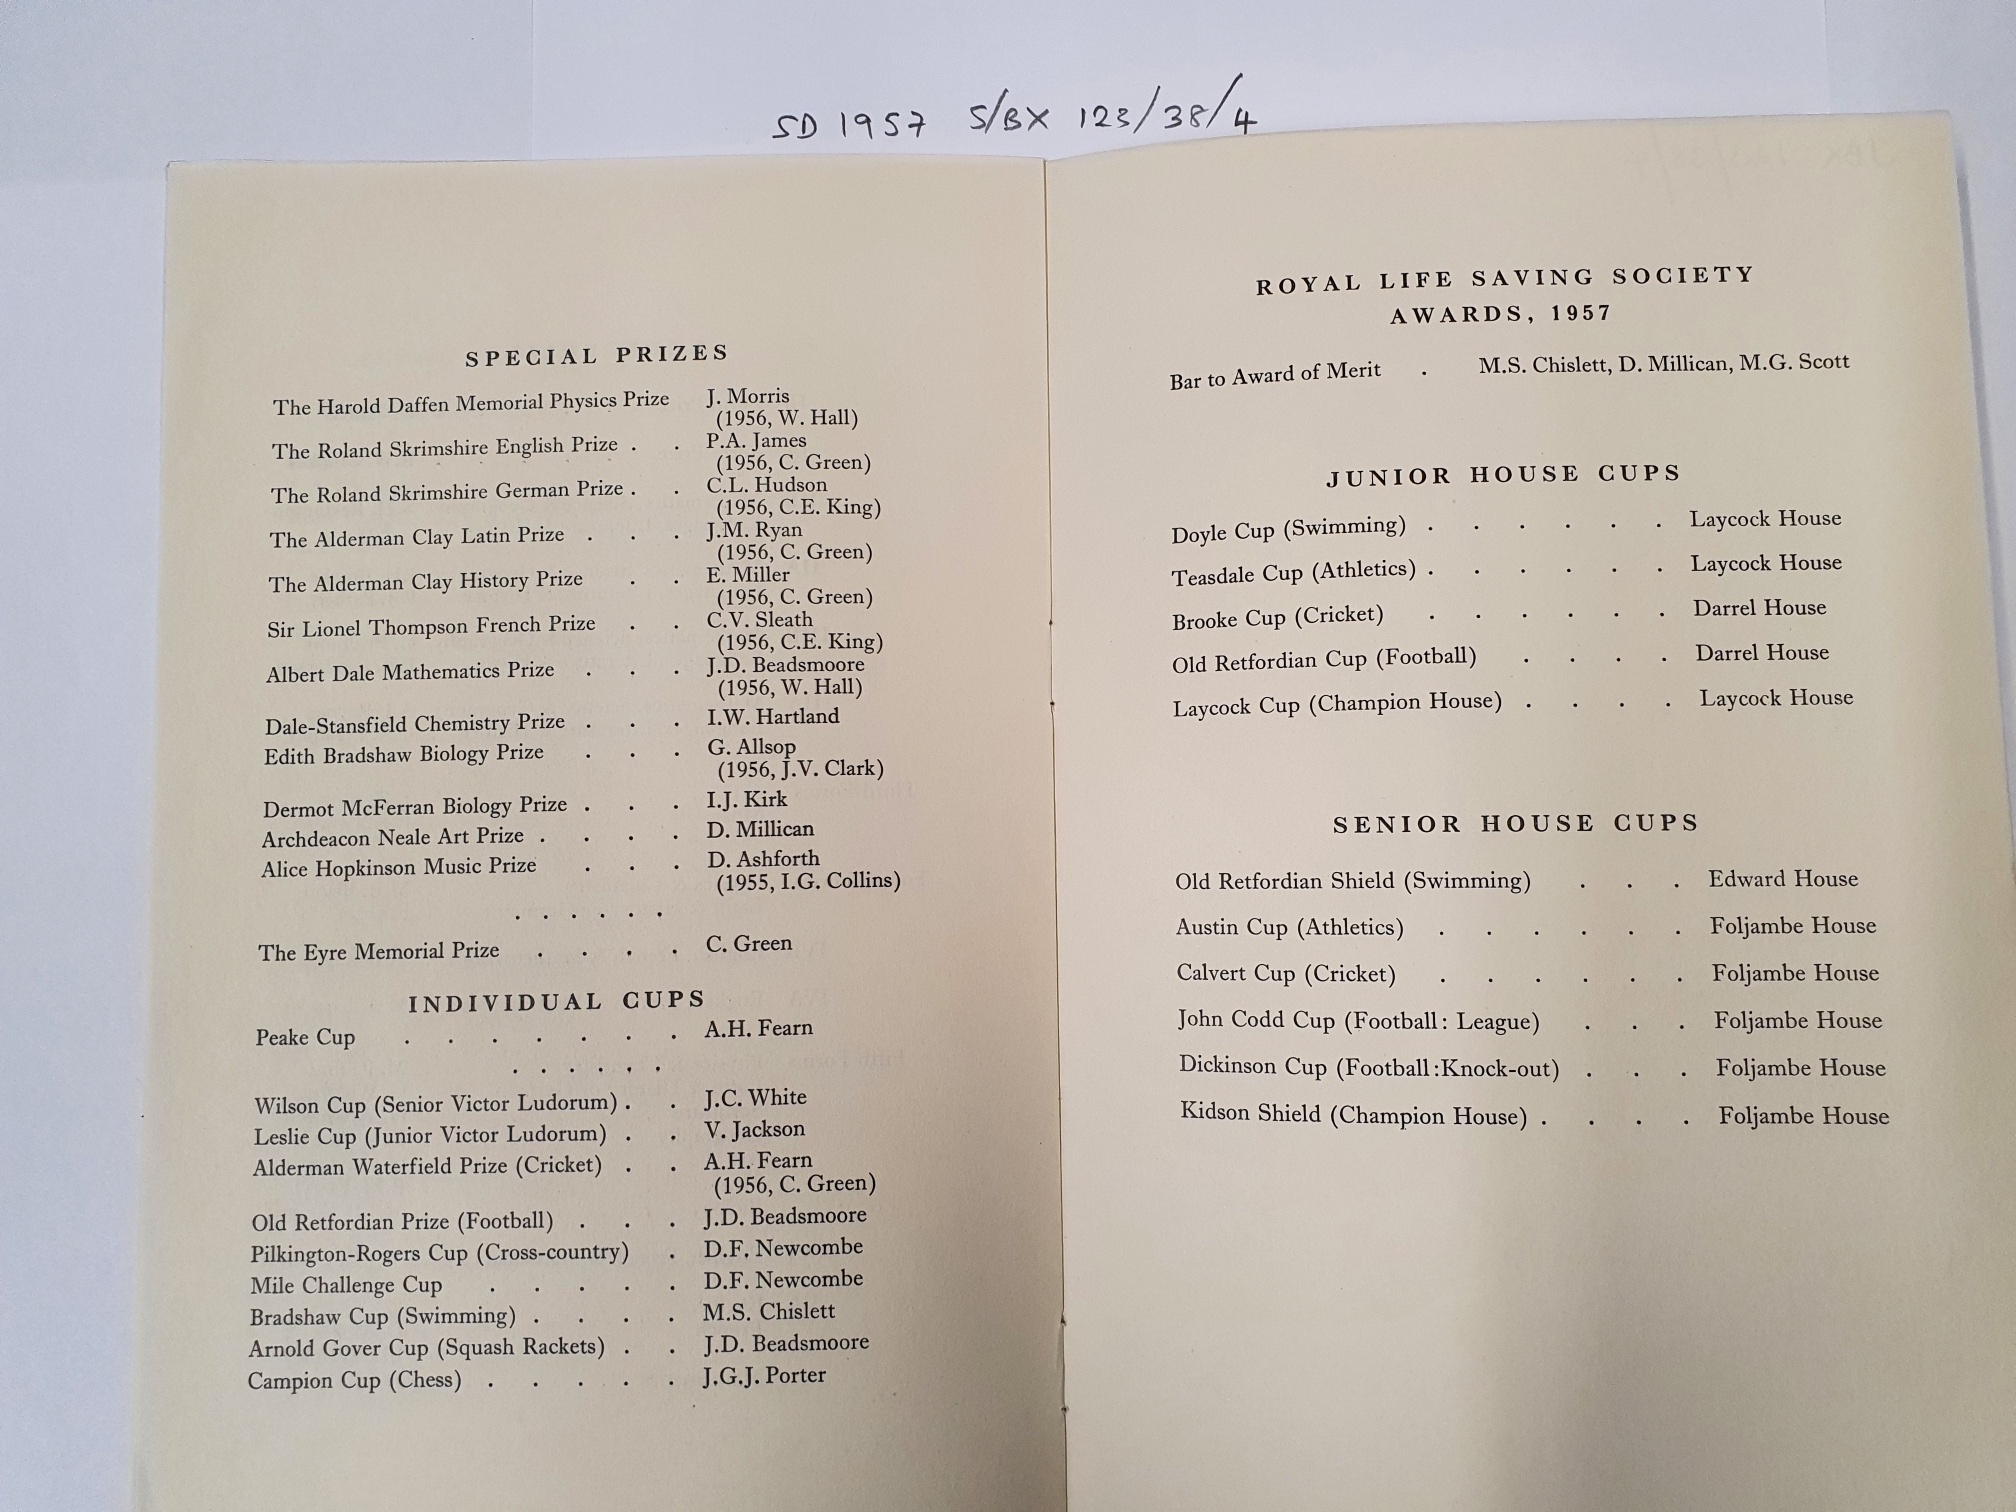 SD 1957 S/BX 123/38/4
SPECIAL PRIZES
The Harold Daffen Memorial Physics Prize J. Morris
(1956, W. Hall)
The Roland Skrimshire English Prize . . P.A. James
(1956, C. Green)
The Roland Skrimshire German Prize . . C.L. Hudson
(1956, C.E. King)
The Alderman Clay Latin Prize . . . J.M. Ryan
(1956, C. Green)
The Alderman Clay History Prize . . E. Miller
(1956, C. Green)
Sir Lionel Thompson French Prize . . C.V. Sleath
(1956, C.E. King)
Albert Dale Mathematics Prize . . . J.D. Beadsmoore
(1956, W. Hall)
Dale-Stansfield Chemistry Prize . . . I.W. Hartland
Edith Bradshaw Biology Prize . . . G. Allsop
(1956, J.V. Clark)
Dermot McFerran Biology Prize . . . I.J. Kirk
Archdeacon Neale Art Prize . . . . D. Millican
Alice Hopkinson Music Prize . . . D. Ashforth
(1955, I.G. Collins)
. . . . . .
The Eyre Memorial Prize . . . . C. Green
INDIVIDUAL CUPS
Peake Cup . . . . . . . A.H. Fearn
. . . . . .
Wilson Cup (Senior Victor Ludorum) . . J.C. White
Leslie Cup (Junior Victor Ludorum) . . V. Jackson
Alderman Waterfield Prize (Cricket) . . A.H. Fearn
(1956, C. Green)
Old Retfordian Prize (Football) . . . J.D. Beadsmoore
Pilkington-Rogers Cup (Cross-country) . D.F. Newcombe
Mile Challenge Cup . . . . . D.F. Newcombe
Bradshaw Cup (Swimming) . . . . M.S. Chislett
Arnold Gover Cup (Squash Rackets) . . J.D. Beadsmoore
Campion Cup (Chess) . . . . . J.G.J. Porter
ROYAL LIFE SAVING SOCIETY
AWARDS, 1957
Bar to Award of Merit . M.S. Chislett, D. Millican, M.G. Scott
JUNIOR HOUSE CUPS
Doyle Cup (Swimming) . . . . . . Laycock House
Teasdale Cup (Athletics) . . . . . . Laycock House
Brooke Cup (Cricket) . . . . . . Darrel House
Old Retfordian Cup (Football) . . . . Darrel House
Laycock Cup (Champion House) . . . . Laycock House
SENIOR HOUSE CUPS
Old Retfordian Shield (Swimming) . . . Edward House
Austin Cup (Athletics) . . . . . . Foljambe House
Calvert Cup (Cricket) . . . . . . Foljambe House
John Codd Cup (Football: League) . . . Foljambe House
Dickinson Cup (Football:Knock-out) . . . Foljambe House
Kidson Shield (Champion House) . . . . Foljambe House